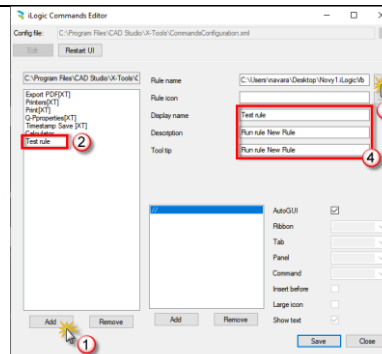 iLogic Commands Editor
Config file: C:\Program Files\CAD Studio\X-Tools\CommandsConfiguration.xml
Edit Restart UI
C:\Program Files\CAD Studio\X-Tools\C
Rule name C:\Users\navara\Desktop\Novy1.iLogicVb
Export PDF[XT]
Printers[XT]
Print[XT]
Q-Properties[XT]
Timestamp Save [XT]
Calculator
Test rule
2
Rule icon
Display name Test rule
Description Run rule New Rule
Tool tip Run rule New Rule
4
//
AutoGUI
Ribbon
Tab
Panel
Command
Insert before
Large icon
Show text
Add Remove
Add Remove
1
Save Close